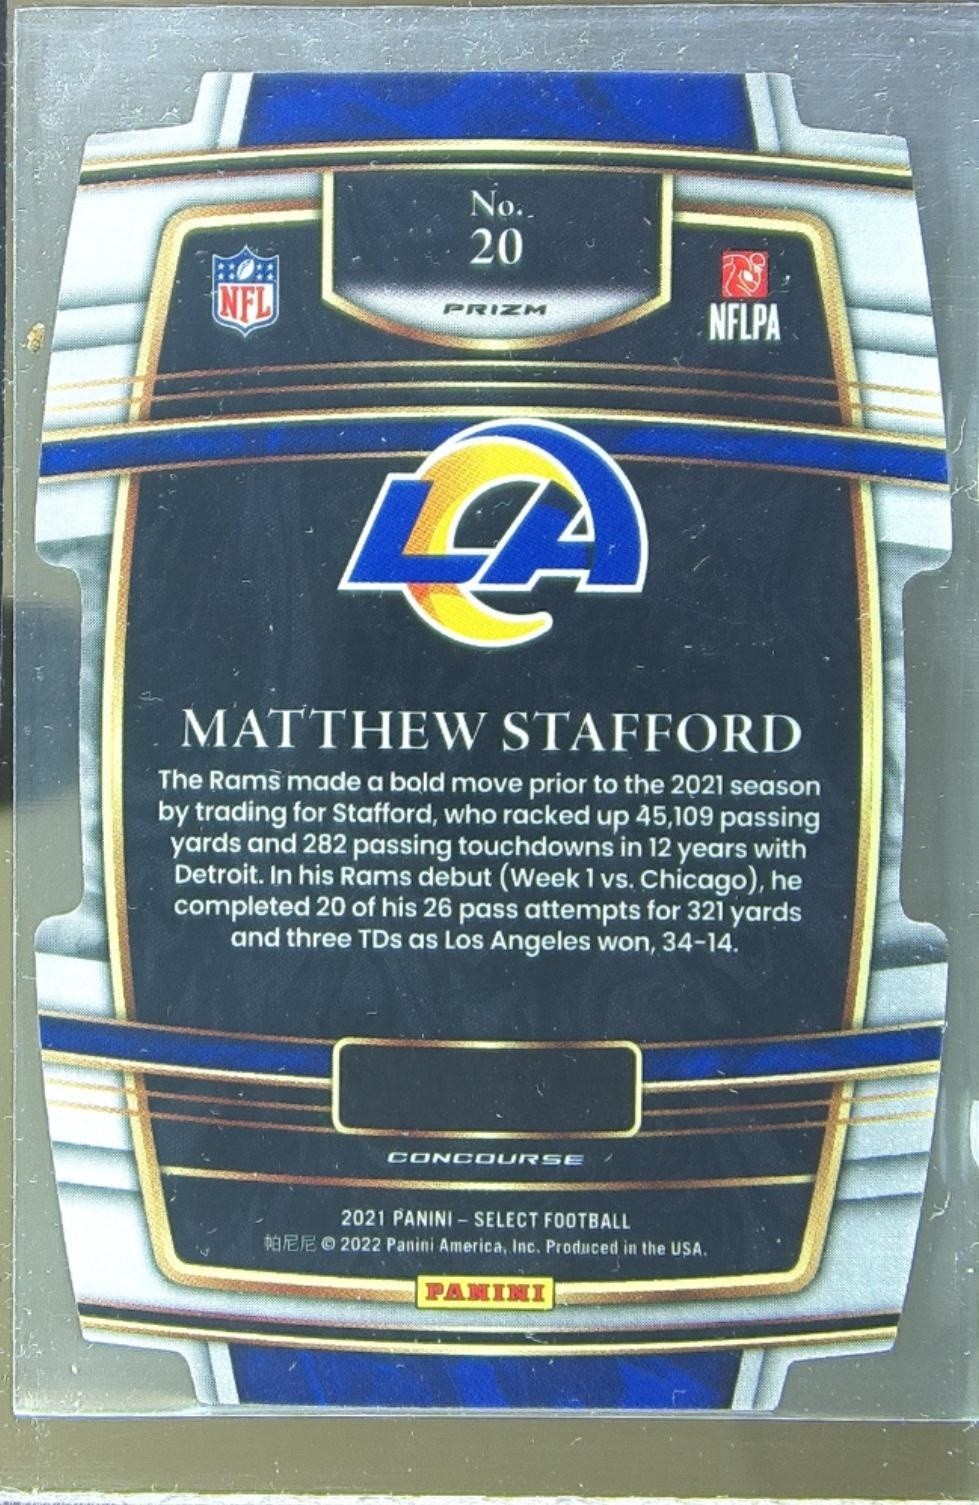 No.
20
PRIZM
NFL
NFLPA
LA
MATTHEW STAFFORD
The Rams made a bold move prior to the 2021 season
by trading for Stafford, who racked up 45,109 passing
yards and 282 passing touchdowns in 12 years with
Detroit. In his Rams debut (Week 1 vs. Chicago), he
completed 20 of his 26 pass attempts for 321 yards
and three TDs as Los Angeles won, 34-14.
CONCOURSE
2021 PANINI – SELECT FOOTBALL
帕尼尼 © 2022 Panini America, Inc. Produced in the USA.
PANINI